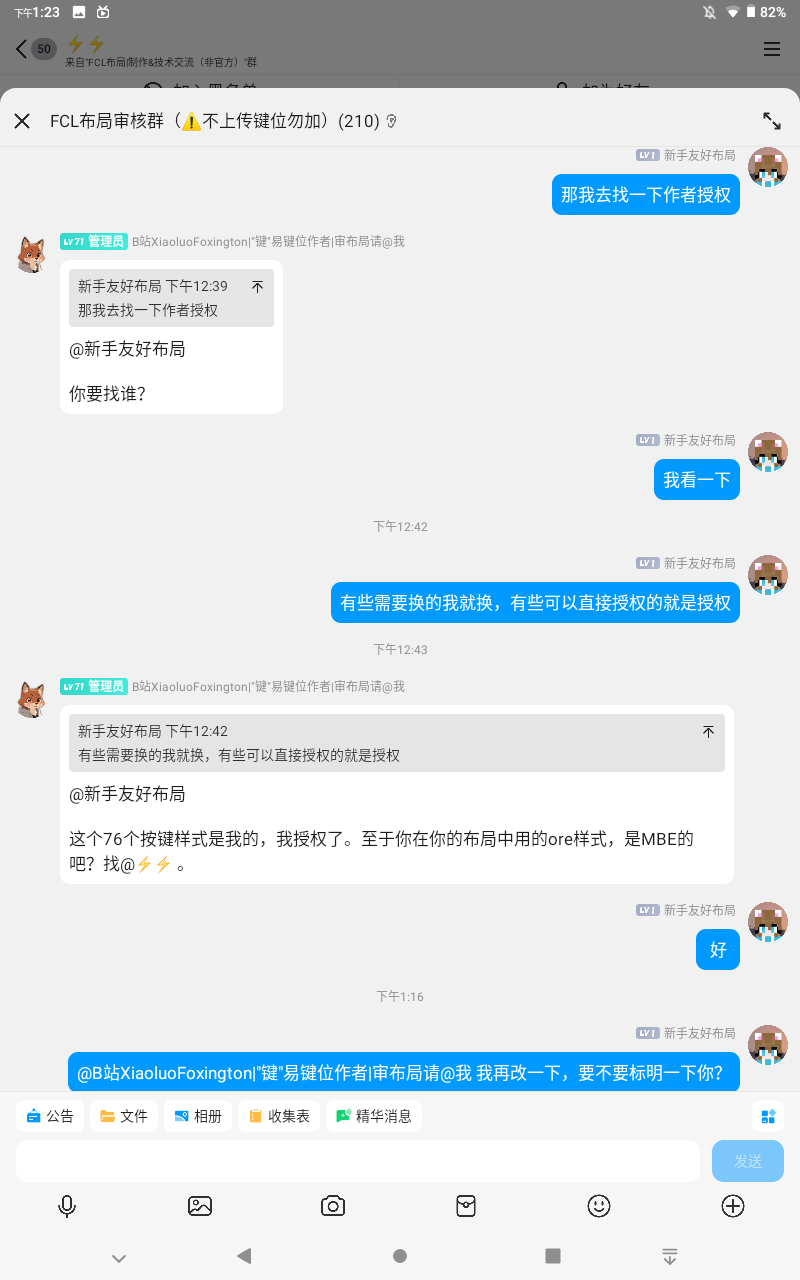 下午1:23
82%
50
⚡⚡
来自"FCL布局|制作&技术交流（非官方）"群
FCL布局审核群（⚠️不上传键位勿加）(210)
LV1 新手友好布局
那我去找一下作者授权
LV71 管理员 B站XiaoluoFoxington|"键"易键位作者|审布局请@我
新手友好布局 下午12:39
那我去找一下作者授权
@新手友好布局
你要找谁？
LV1 新手友好布局
我看一下
下午12:42
LV1 新手友好布局
有些需要换的我就换，有些可以直接授权的就是授权
下午12:43
LV71 管理员 B站XiaoluoFoxington|"键"易键位作者|审布局请@我
新手友好布局 下午12:42
有些需要换的我就换，有些可以直接授权的就是授权
@新手友好布局
这个76个按键样式是我的，我授权了。至于你在你的布局中用的ore样式，是MBE的
吧？找@⚡⚡ 。
LV1 新手友好布局
好
下午1:16
LV1 新手友好布局
@B站XiaoluoFoxington|"键"易键位作者|审布局请@我 我再改一下，要不要标明一下你？
公告 文件 相册 收集表 精华消息
发送